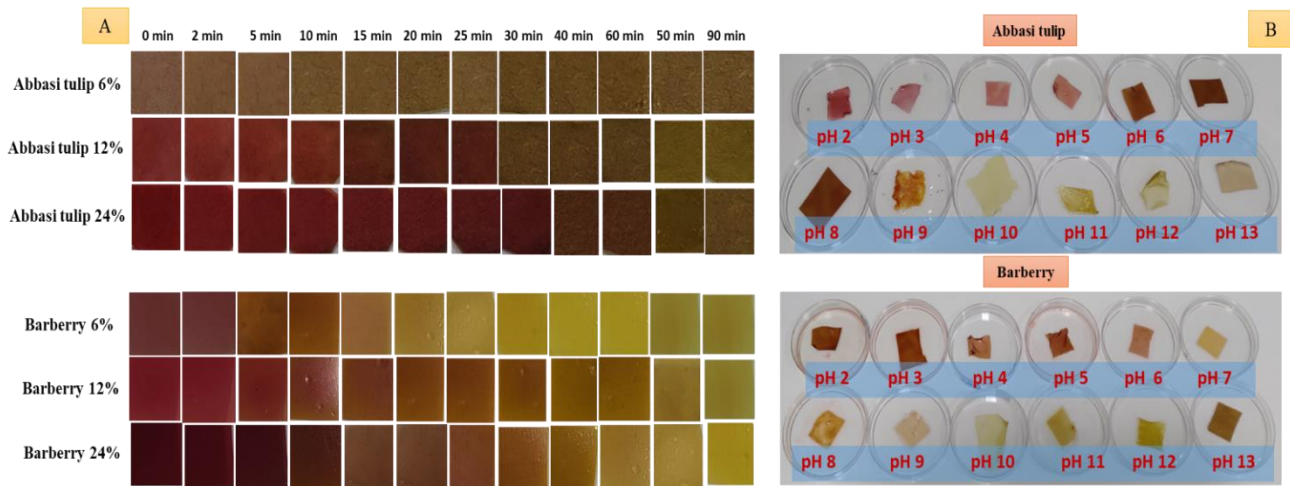 A
0 min 2 min 5 min 10 min 15 min 20 min 25 min 30 min 40 min 60 min 50 min 90 min
Abbasi tulip 6%
Abbasi tulip 12%
Abbasi tulip 24%
Barberry 6%
Barberry 12%
Barberry 24%
B
Abbasi tulip
pH 2 pH 3 pH 4 pH 5 pH 6 pH 7
pH 8 pH 9 pH 10 pH 11 pH 12 pH 13
Barberry
pH 2 pH 3 pH 4 pH 5 pH 6 pH 7
pH 8 pH 9 pH 10 pH 11 pH 12 pH 13